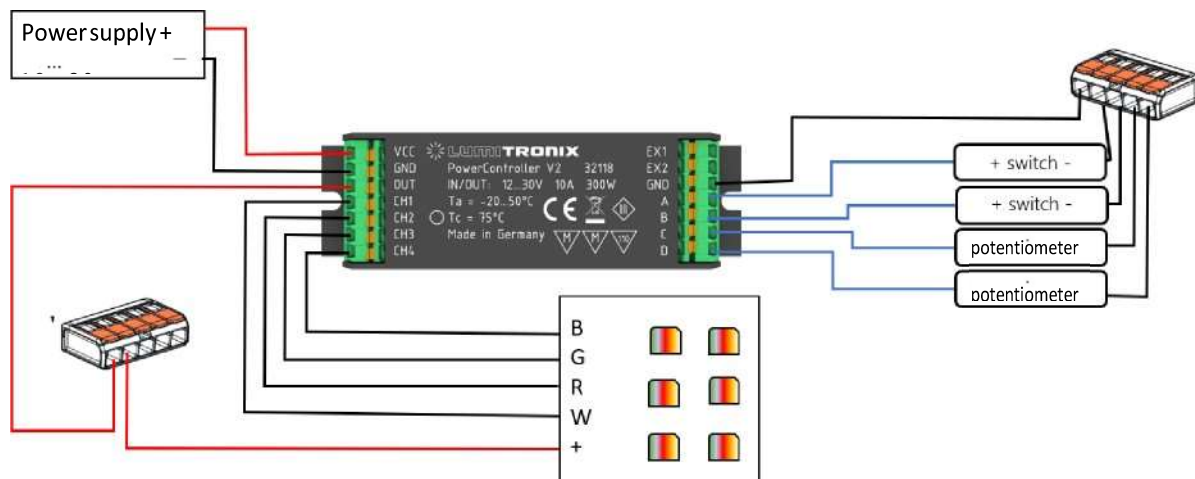 Power supply +
−
VCC
GND
OUT
CH1
CH2
CH3
CH4
LUMITRONIX
PowerController V2 32118
IN/OUT: 12...30V 10A 300W
Ta = -20...50°C
Tc = 75°C
Made in Germany
CE
M
M
110
EX1
EX2
GND
A
B
C
D
+ switch -
+ switch -
potentiometer
potentiometer
B
G
R
W
+